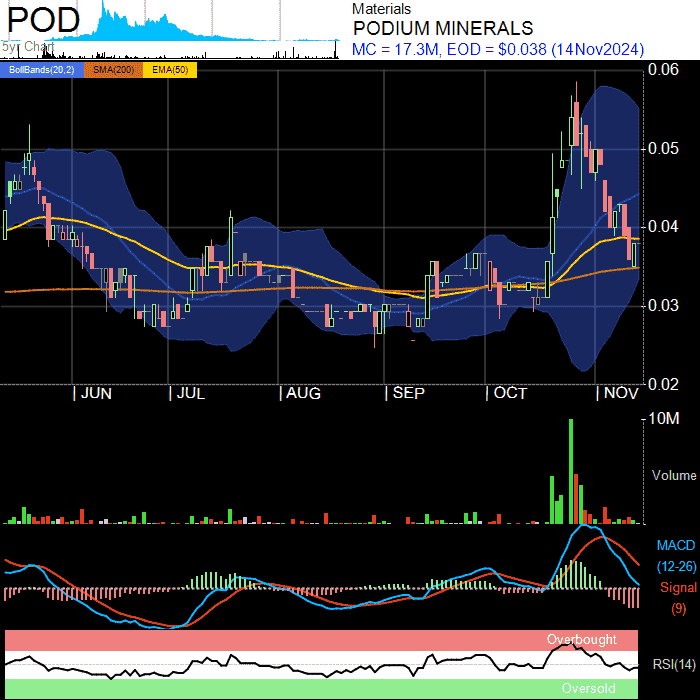 POD
5yr Chart
Materials
PODIUM MINERALS
MC = 17.3M, EOD = $0.038 (14Nov2024)
BollBands(20,2) SMA(200) EMA(50)
0.06
0.05
0.04
0.03
0.02
| JUN | JUL | AUG | SEP | OCT | NOV
10M
Volume
MACD
(12-26)
Signal
(9)
Overbought
RSI(14)
Oversold